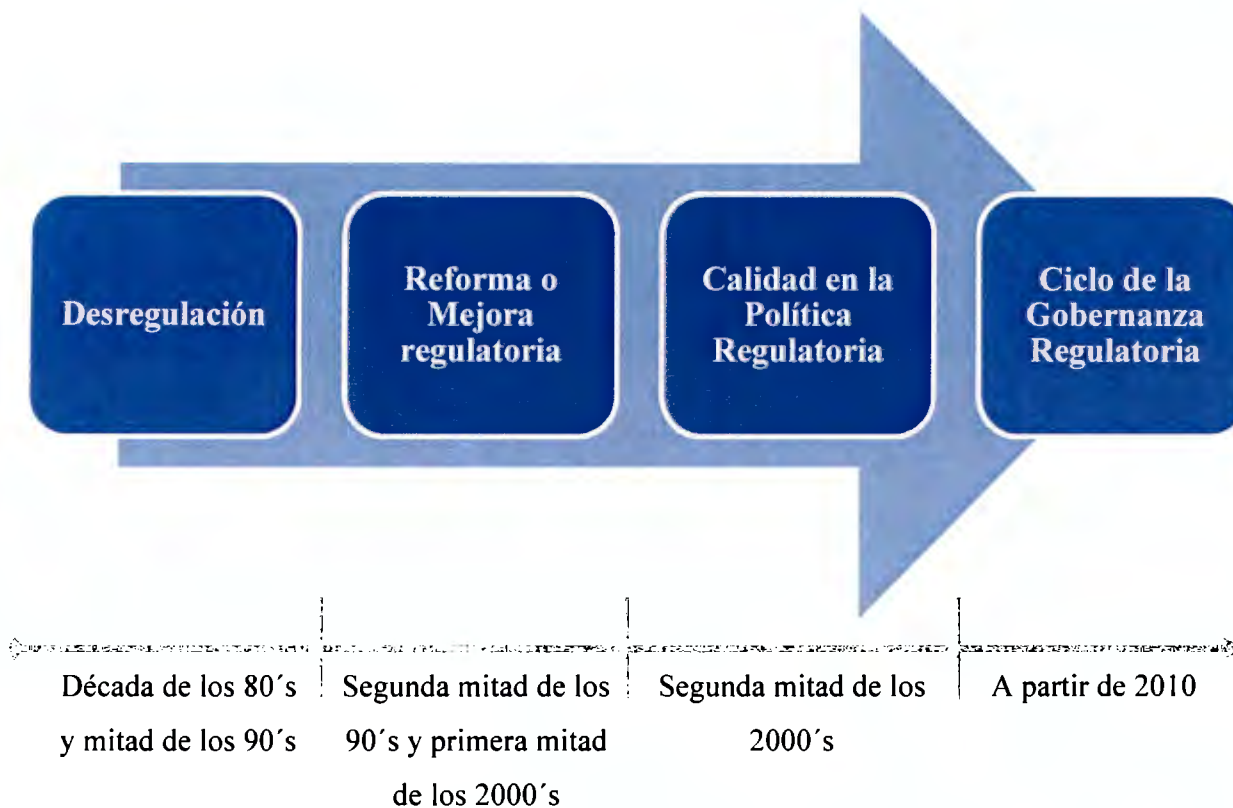 Desregulación
Reforma o
Mejora
regulatoria
Calidad en la
Política
Regulatoria
Ciclo de la
Gobernanza
Regulatoria
Década de los 80´s
y mitad de los 90´s
Segunda mitad de los
90´s y primera mitad
de los 2000´s
Segunda mitad de los
2000´s
A partir de 2010